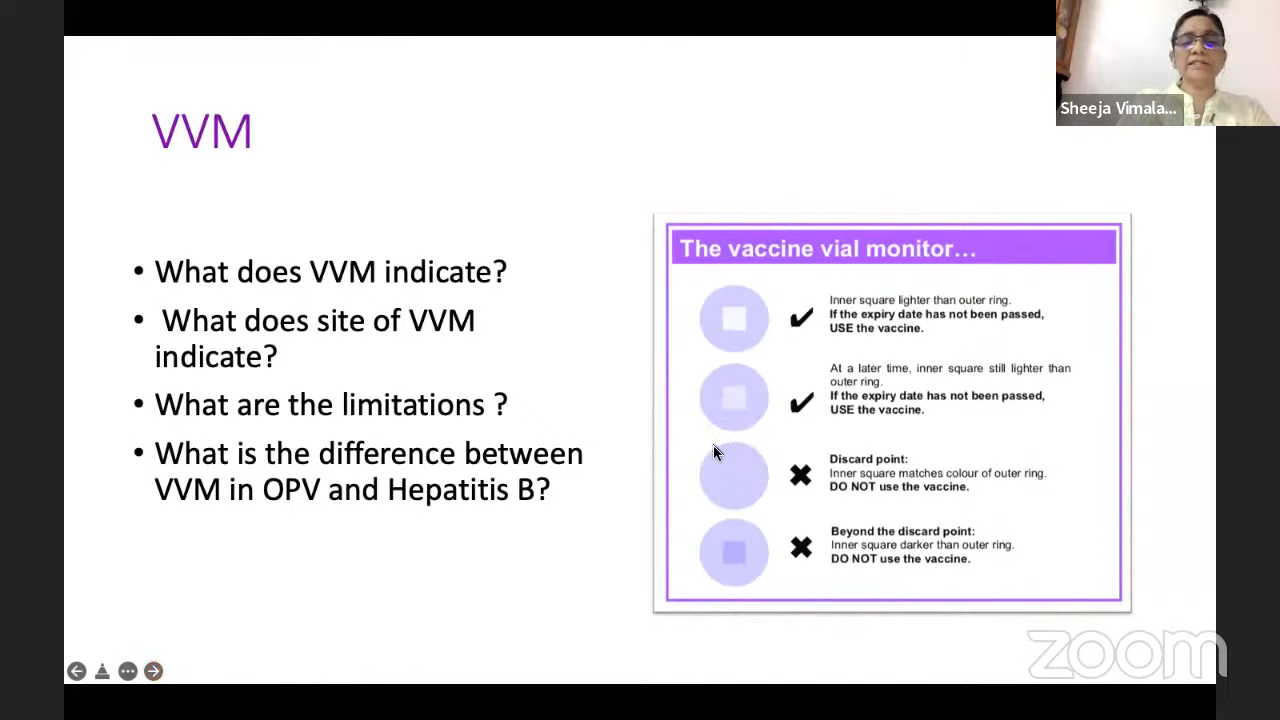 Sheeja Vimala...
VVM
• What does VVM indicate?
• What does site of VVM
indicate?
• What are the limitations ?
• What is the difference between
VVM in OPV and Hepatitis B?
The vaccine vial monitor...
Inner square lighter than outer ring.
If the expiry date has not been passed,
USE the vaccine.
At a later time, inner square still lighter than
outer ring.
If the expiry date has not been passed,
USE the vaccine.
Discard point:
Inner square matches colour of outer ring.
DO NOT use the vaccine.
Beyond the discard point:
Inner square darker than outer ring.
DO NOT use the vaccine.
zoom